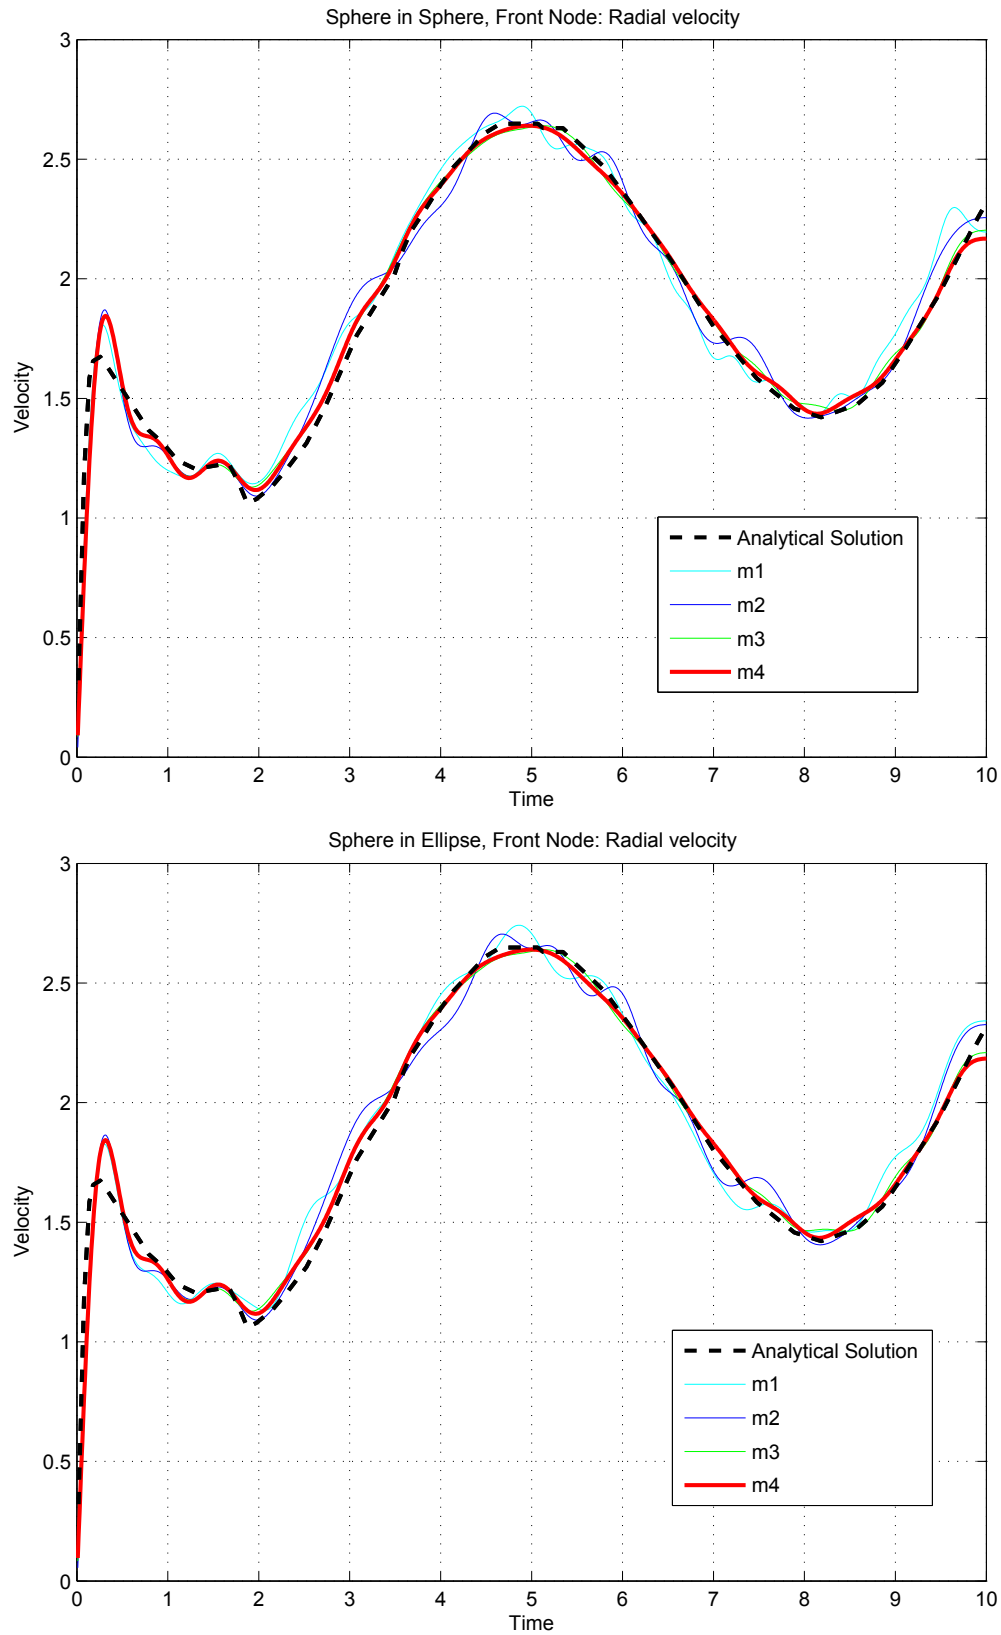 Sphere in Sphere, Front Node: Radial velocity
3
2.5
2
1.5
1
0.5
0
Velocity
Analytical Solution
m1
m2
m3
m4
0 1 2 3 4 5 6 7 8 9 10
Time
Sphere in Ellipse, Front Node: Radial velocity
3
2.5
2
1.5
1
0.5
0
Velocity
Analytical Solution
m1
m2
m3
m4
0 1 2 3 4 5 6 7 8 9 10
Time